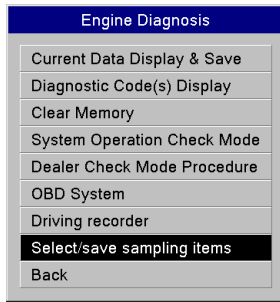 Engine Diagnosis
Current Data Display & Save
Diagnostic Code(s) Display
Clear Memory
System Operation Check Mode
Dealer Check Mode Procedure
OBD System
Driving recorder
Select/save sampling items
Back